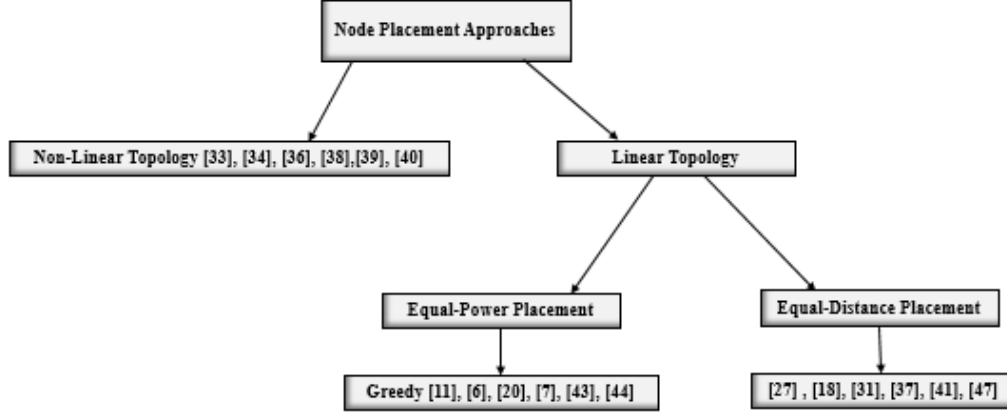 Node Placement Approaches
Non-Linear Topology [33], [34], [36], [38],[39], [40]
Linear Topology
Equal-Power Placement
Equal-Distance Placement
Greedy [11], [6], [20], [7], [43], [44]
[27] , [18], [31], [37], [41], [47]